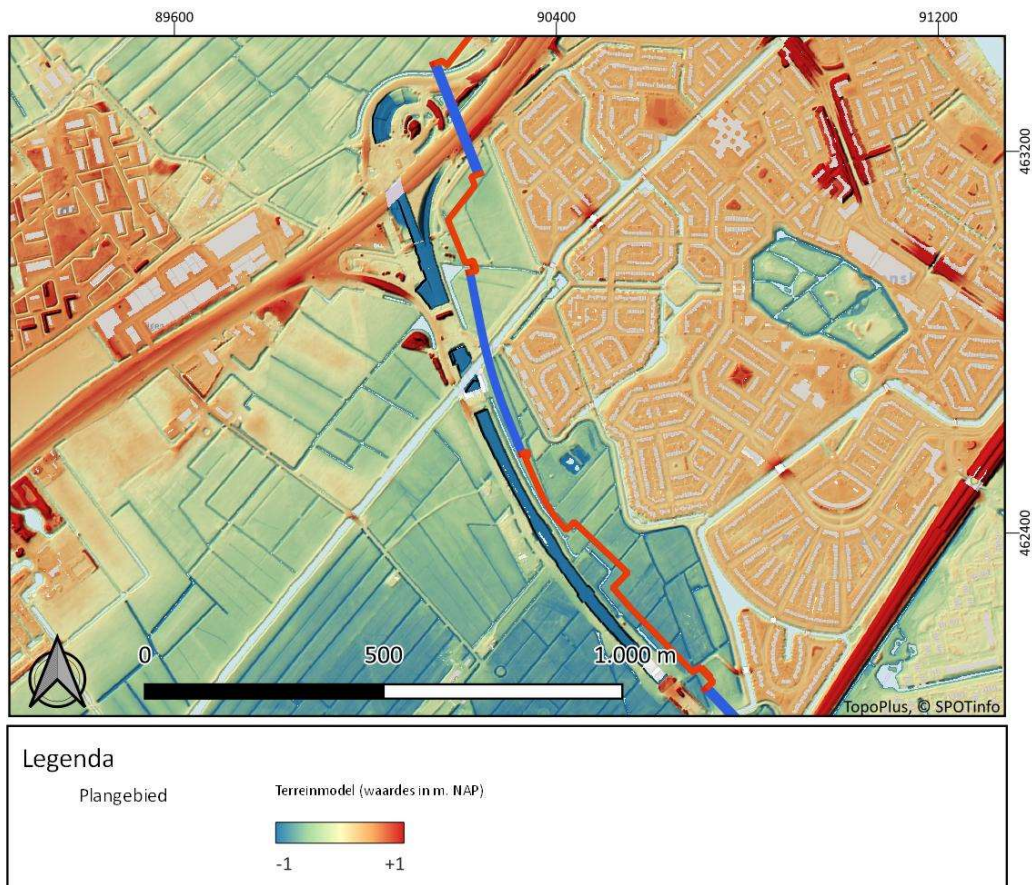 89600 90400 91200
463200
462400
0 500 1.000 m
TopoPlus, © SPOTinfo
Legenda
Plangebied
Terreinmodel (waardes in m. NAP)
-1 +1